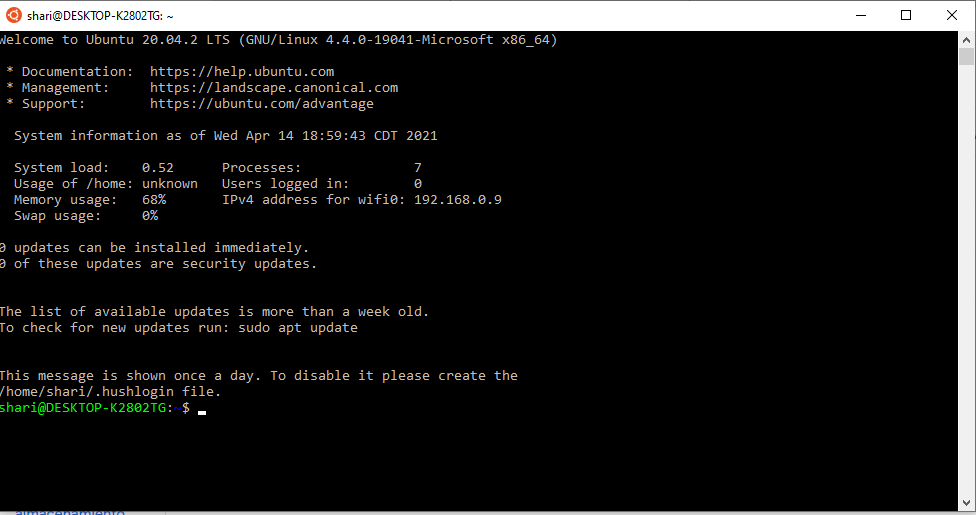 shari@DESKTOP-K2802TG: ~
Welcome to Ubuntu 20.04.2 LTS (GNU/Linux 4.4.0-19041-Microsoft x86_64)
* Documentation:  https://help.ubuntu.com
* Management:     https://landscape.canonical.com
* Support:        https://ubuntu.com/advantage
System information as of Wed Apr 14 18:59:43 CDT 2021
System load:    0.52      Processes:              7
Usage of /home: unknown   Users logged in:        0
Memory usage:   68%       IPv4 address for wifi0: 192.168.0.9
Swap usage:     0%
0 updates can be installed immediately.
0 of these updates are security updates.
The list of available updates is more than a week old.
To check for new updates run: sudo apt update
This message is shown once a day. To disable it please create the
/home/shari/.hushlogin file.
shari@DESKTOP-K2802TG:~$
almacenamiento